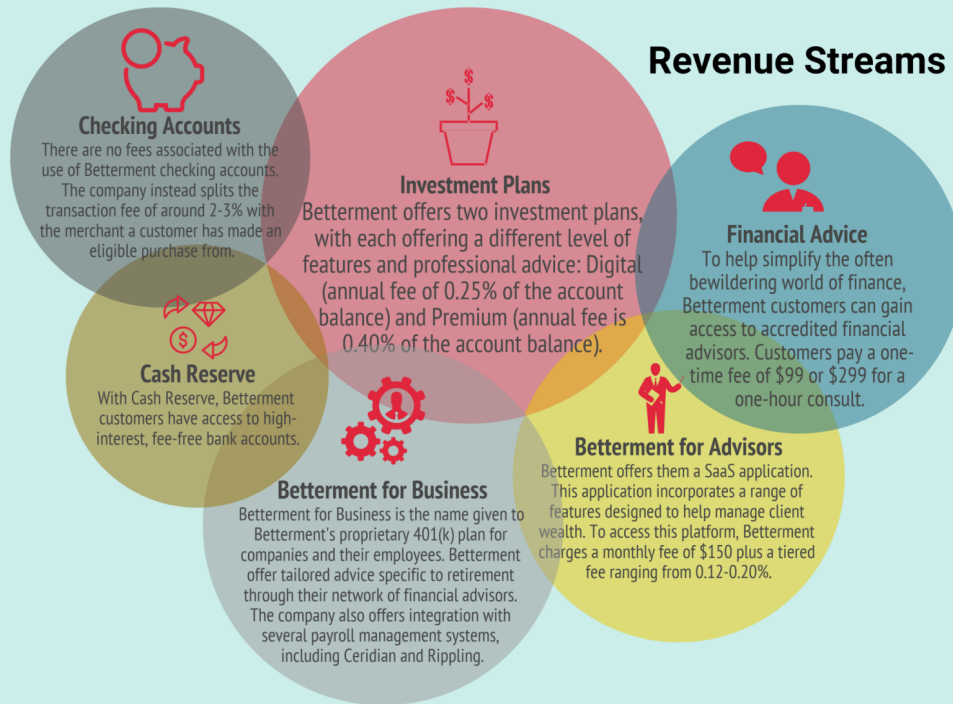 Revenue Streams
Checking Accounts
There are no fees associated with the
use of Betterment checking accounts.
The company instead splits the
transaction fee of around 2-3% with
the merchant a customer has made an
eligible purchase from.
Investment Plans
Betterment offers two investment plans,
with each offering a different level of
features and professional advice: Digital
(annual fee of 0.25% of the account
balance) and Premium (annual fee is
0.40% of the account balance).
Financial Advice
To help simplify the often
bewildering world of finance,
Betterment customers can gain
access to accredited financial
advisors. Customers pay a one-
time fee of $99 or $299 for a
one-hour consult.
Cash Reserve
With Cash Reserve, Betterment
customers have access to high-
interest, fee-free bank accounts.
Betterment for Business
Betterment for Business is the name given to
Betterment's proprietary 401(k) plan for
companies and their employees. Betterment
offer tailored advice specific to retirement
through their network of financial advisors.
The company also offers integration with
several payroll management systems,
including Ceridian and Rippling.
Betterment for Advisors
Betterment offers them a SaaS application.
This application incorporates a range of
features designed to help manage client
wealth. To access this platform, Betterment
charges a monthly fee of $150 plus a tiered
fee ranging from 0.12-0.20%.